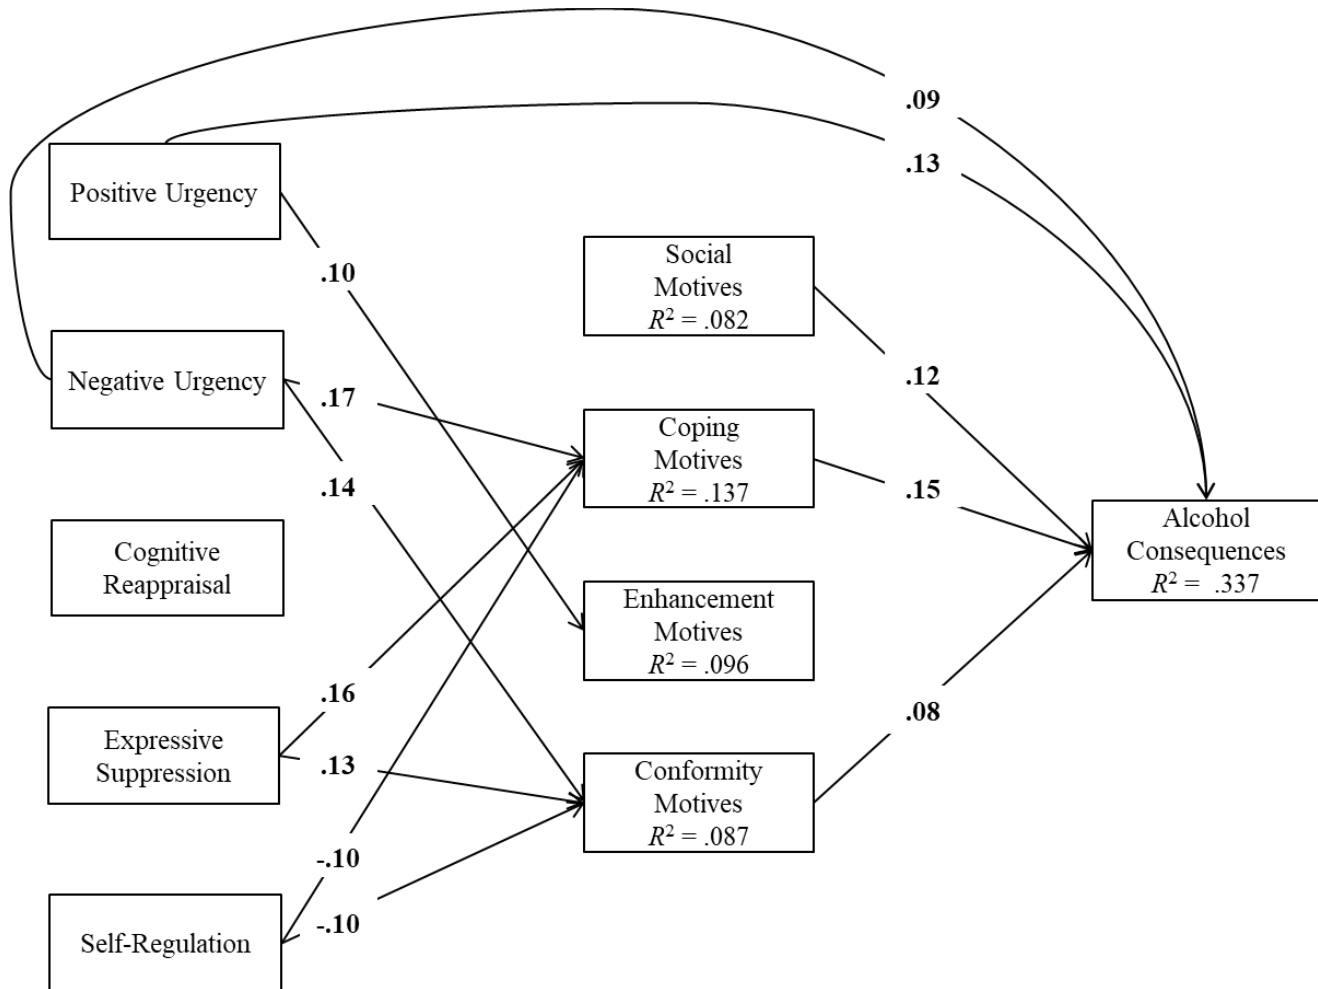 .09
.13
Positive Urgency
.10
Social
Motives
R² = .082
Negative Urgency
.17
.12
Coping
Motives
R² = .137
.14
.15
Alcohol
Consequences
R² = .337
Cognitive
Reappraisal
Enhancement
Motives
R² = .096
.16
.08
Expressive
Suppression
.13
Conformity
Motives
R² = .087
-.10
-.10
Self-Regulation